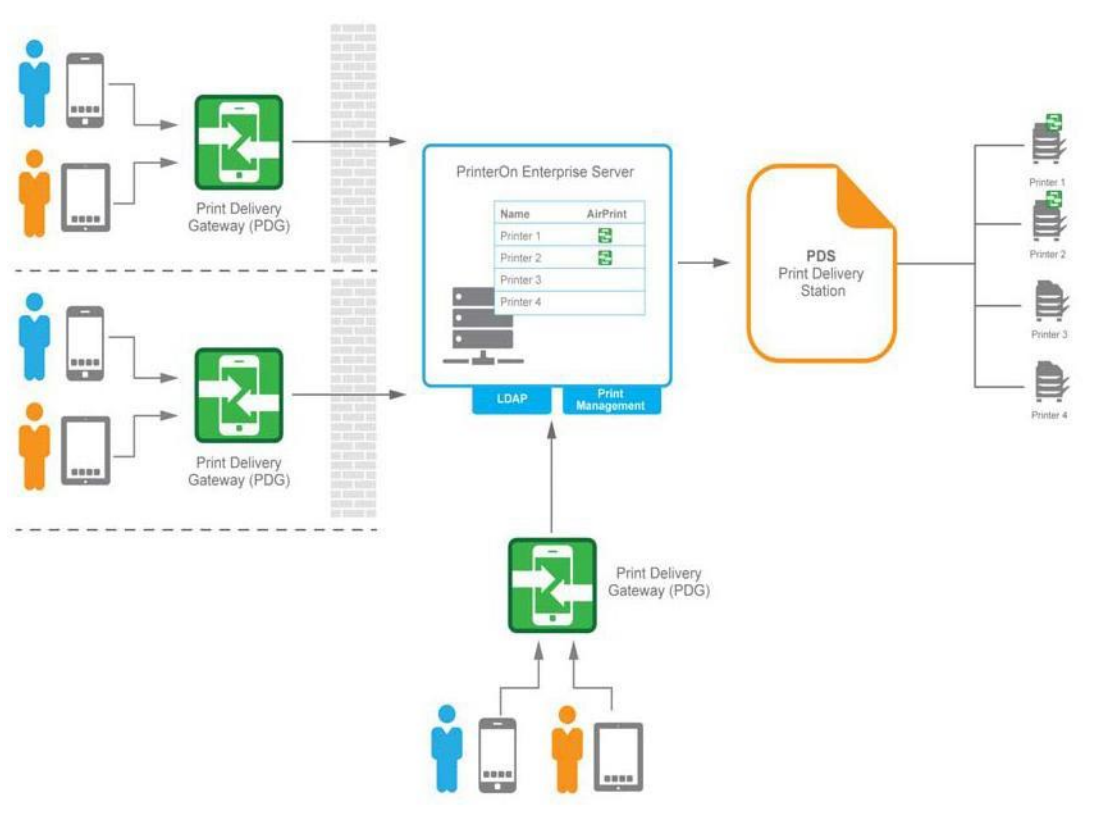 Print Delivery
Gateway (PDG)
Print Delivery
Gateway (PDG)
PrinterOn Enterprise Server
Name AirPrint
Printer 1
Printer 2
Printer 3
Printer 4
LDAP
Print
Management
Print Delivery
Gateway (PDG)
PDS
Print Delivery
Station
Printer 1
Printer 2
Printer 3
Printer 4